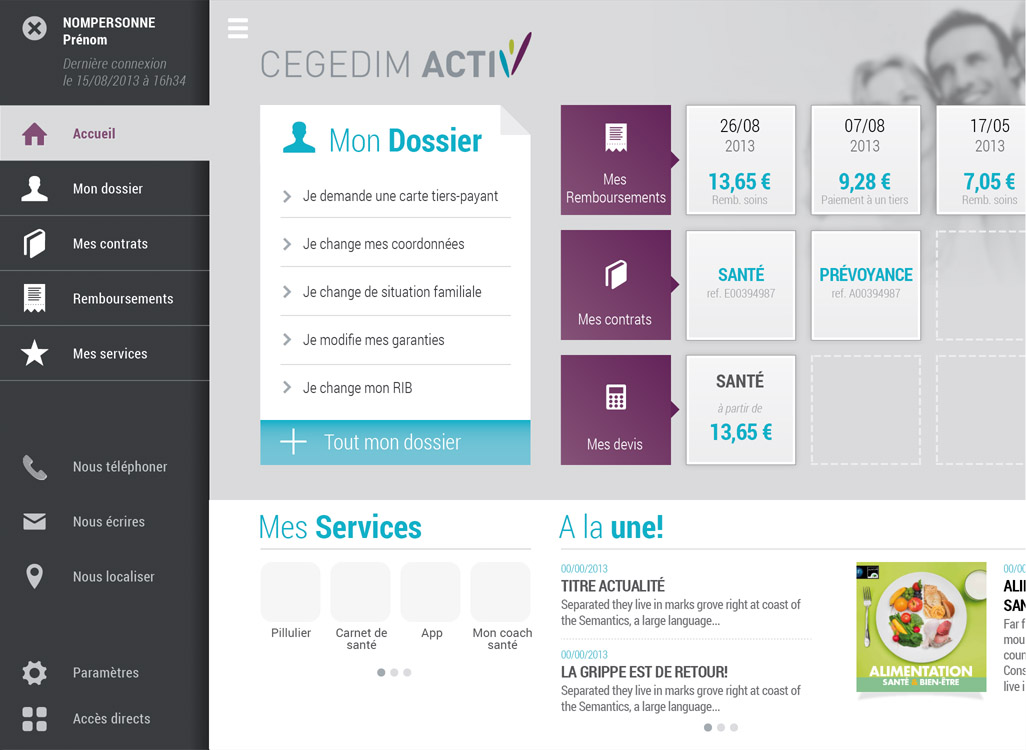 NOMPERSONNE
Prénom
Dernière connexion
le 15/08/2013 à 16h34
Accueil
Mon dossier
Mes contrats
Remboursements
Mes services
Nous téléphoner
Nous écrires
Nous localiser
Paramètres
Accès directs
CEGEDIM ACTIV
Mon Dossier
Je demande une carte tiers-payant
Je change mes coordonnées
Je change de situation familiale
Je modifie mes garanties
Je change mon RIB
Tout mon dossier
Mes
Remboursements
26/08
2013
13,65 €
Remb. soins
07/08
2013
9,28 €
Paiement à un tiers
17/05
2013
7,05 €
Remb. soins
Mes contrats
SANTÉ
ref. E00394987
PRÉVOYANCE
ref. A00394987
Mes devis
SANTÉ
à partir de
13,65 €
Mes Services
Pillulier
Carnet de
santé
App
Mon coach
santé
A la une!
00/00/2013
TITRE ACTUALITÉ
Separated they live in marks grove right at coast of
the Semantics, a large language...
00/00/2013
LA GRIPPE EST DE RETOUR!
Separated they live in marks grove right at coast of
the Semantics, a large language...
ALIMENTATION
SANTÉ BIEN-ÊTRE
00/00
ALI
SAN
Far f
mou
coun
Cons
live i